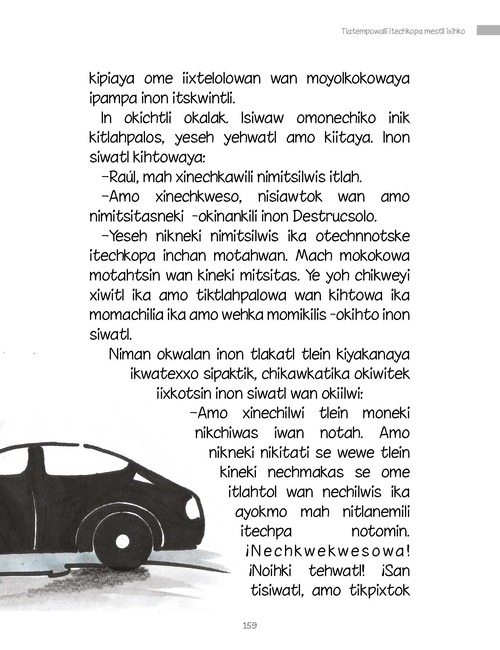 Tlatempowalli itechkopa mestli ixihko
kipiaya ome iixtelolowan wan moyolkokowaya
ipampa inon itskwintli.
In okichtli okalak. Isiwaw omonechiko inik
kitlahpalos, yeseh yehwatl amo kiitaya. Inon
siwatl kihtowaya:
–Raúl, mah xinechkawili nimitsilwis itlah.
–Amo xinechkweso, nisiawtok wan amo
nimitsitasneki -okinankili inon Destrucsolo.
–Yeseh nikneki nimitsilwis ika otechnnotske
itechkopa inchan motahwan. Mach mokokowa
motahtsin wan kineki mitsitas. Ye yoh chikweyi
xiwitl ika amo tiktlahpalowa wan kihtowa ika
momachilia ika amo wehka momikilis -okihto inon
siwatl.
Niman okwalan inon tlakatl tlein kiyakanaya
ikwatexxo sipaktik, chikawkatika okiwitek
iixkotsin inon siwatl wan okiilwi:
–Amo xinechilwi tlein moneki
nikchiwas iwan notah. Amo
nikneki nikitati se wewe tlein
kineki nechmakas se ome
itlahtol wan nechilwis ika
ayokmo mah nitlanemili
itechpa notomin.
¡Nechkwekwesowa!
¡Noihki tehwatl! ¡San
tisiwatl, amo tikpixtok
159